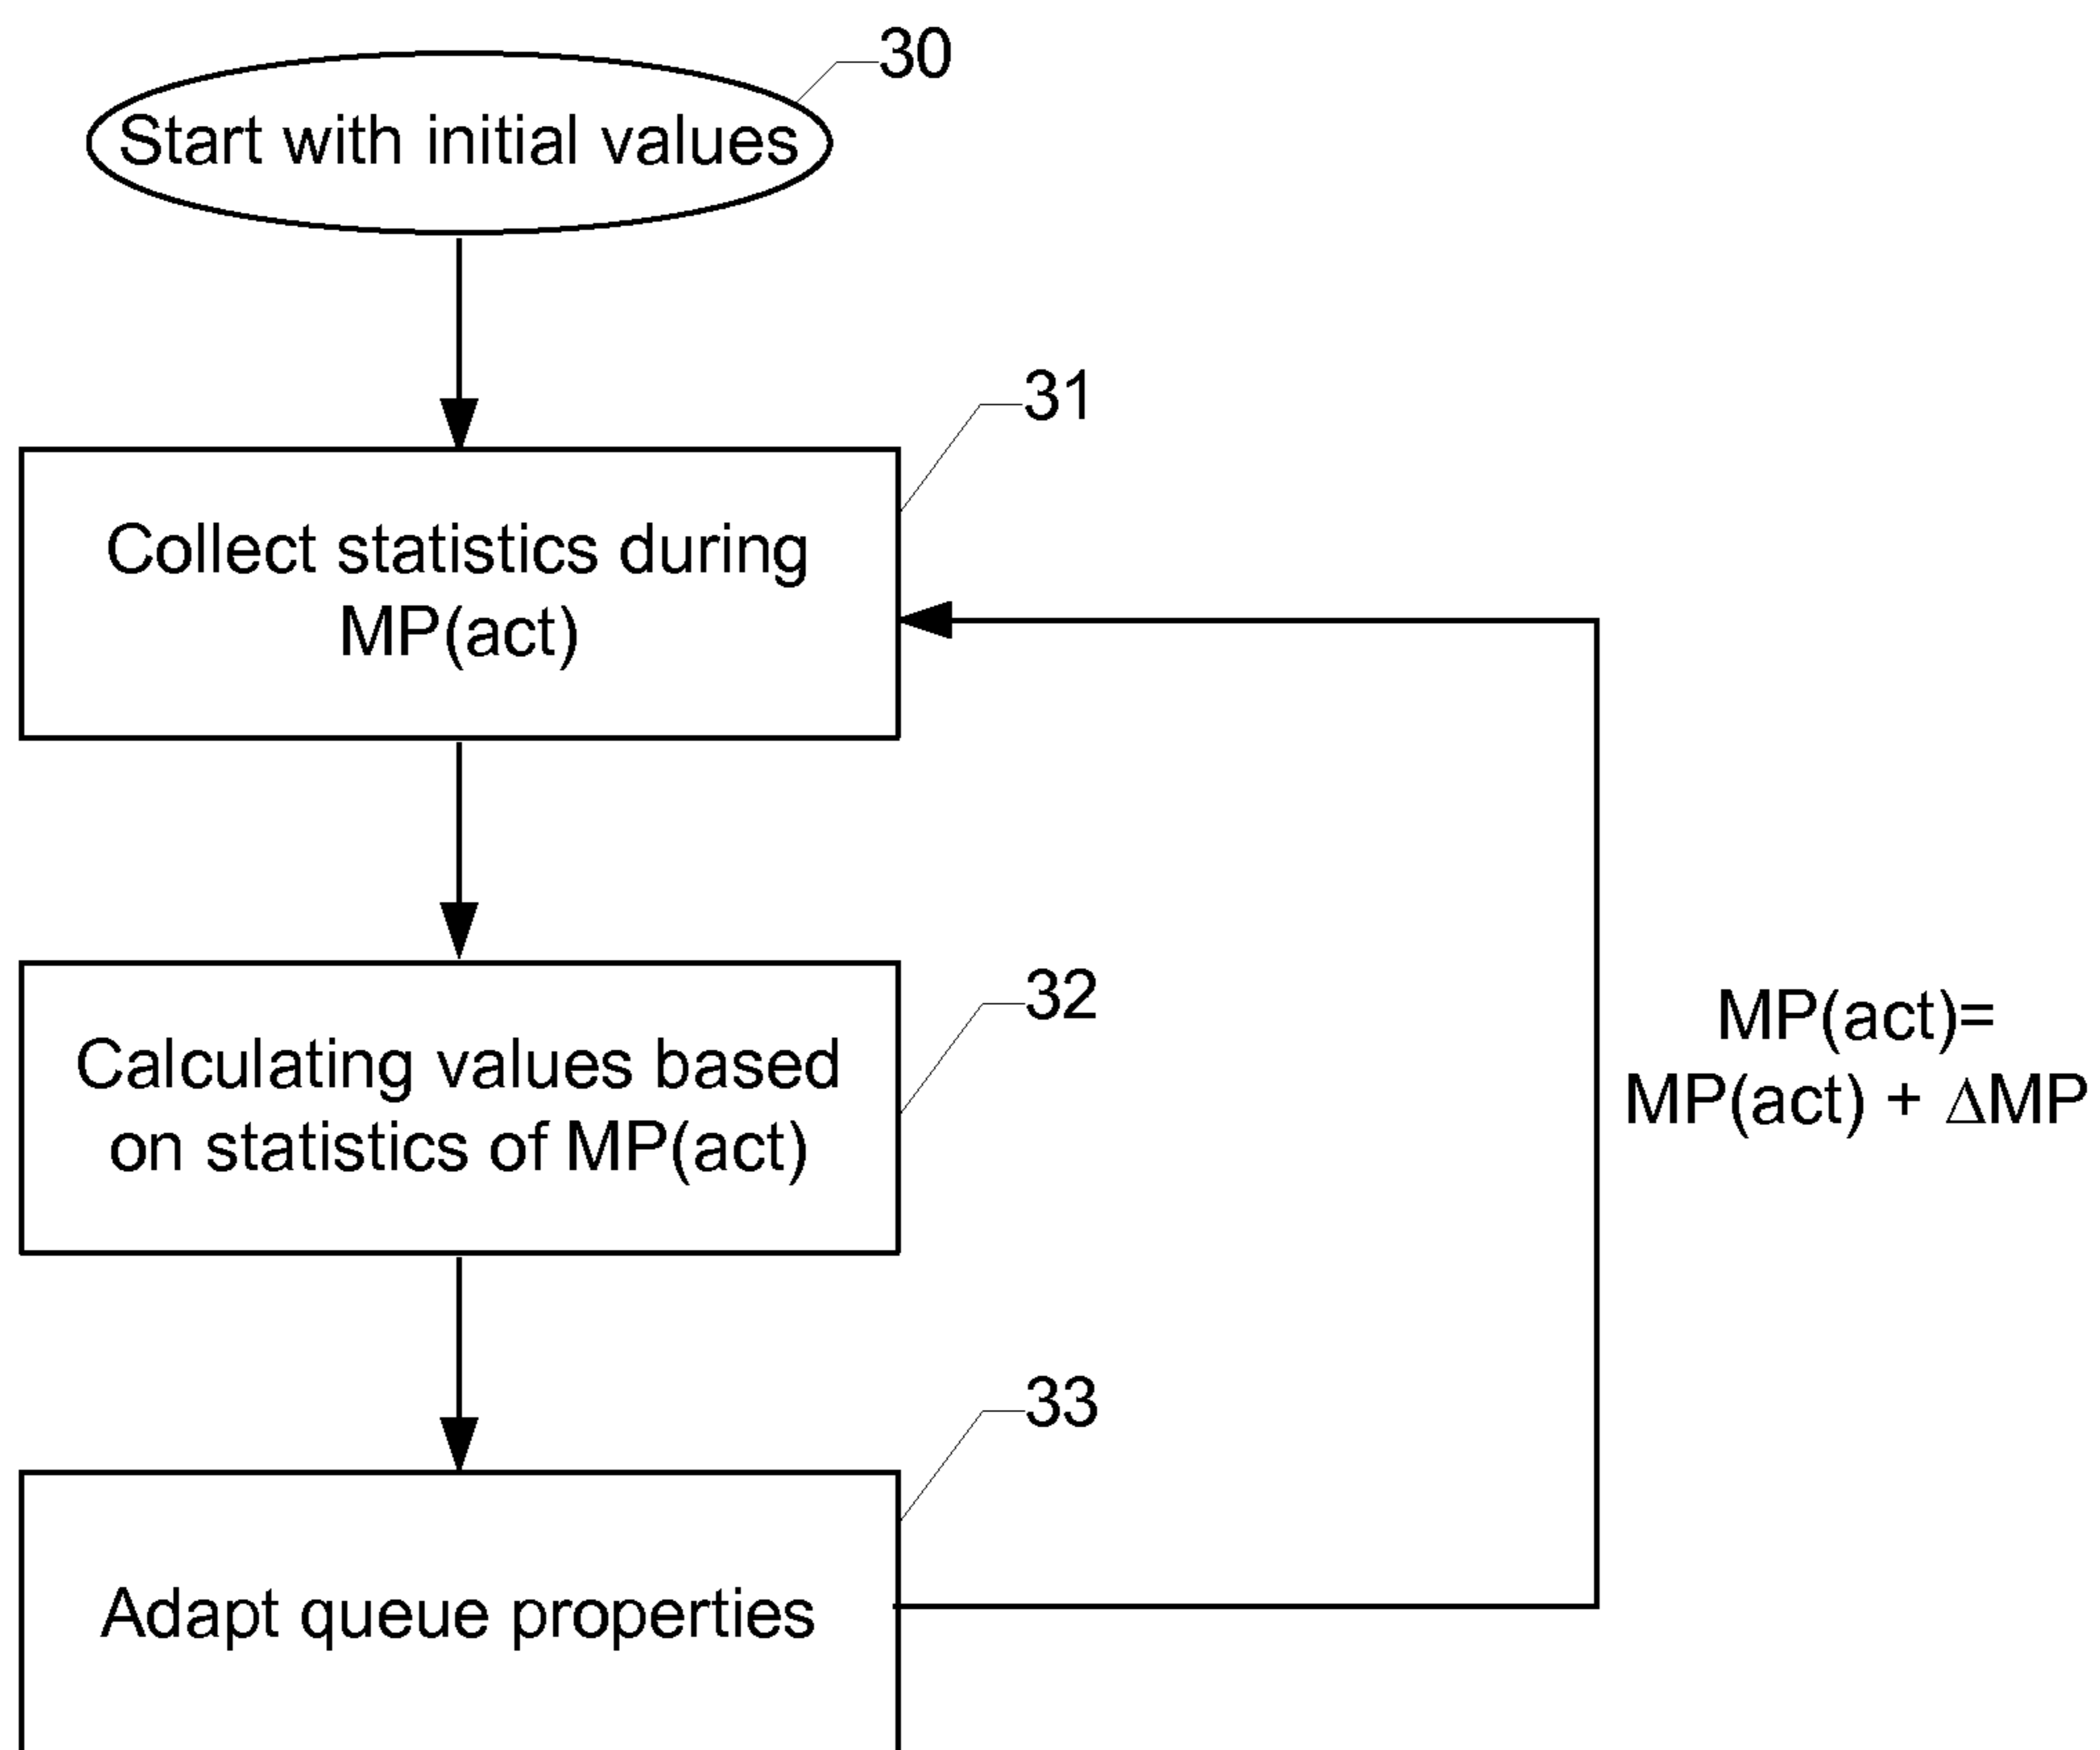 30
Start with initial values
31
Collect statistics during
MP(act)
32
Calculating values based
on statistics of MP(act)
MP(act)=
MP(act) + ΔMP
33
Adapt queue properties